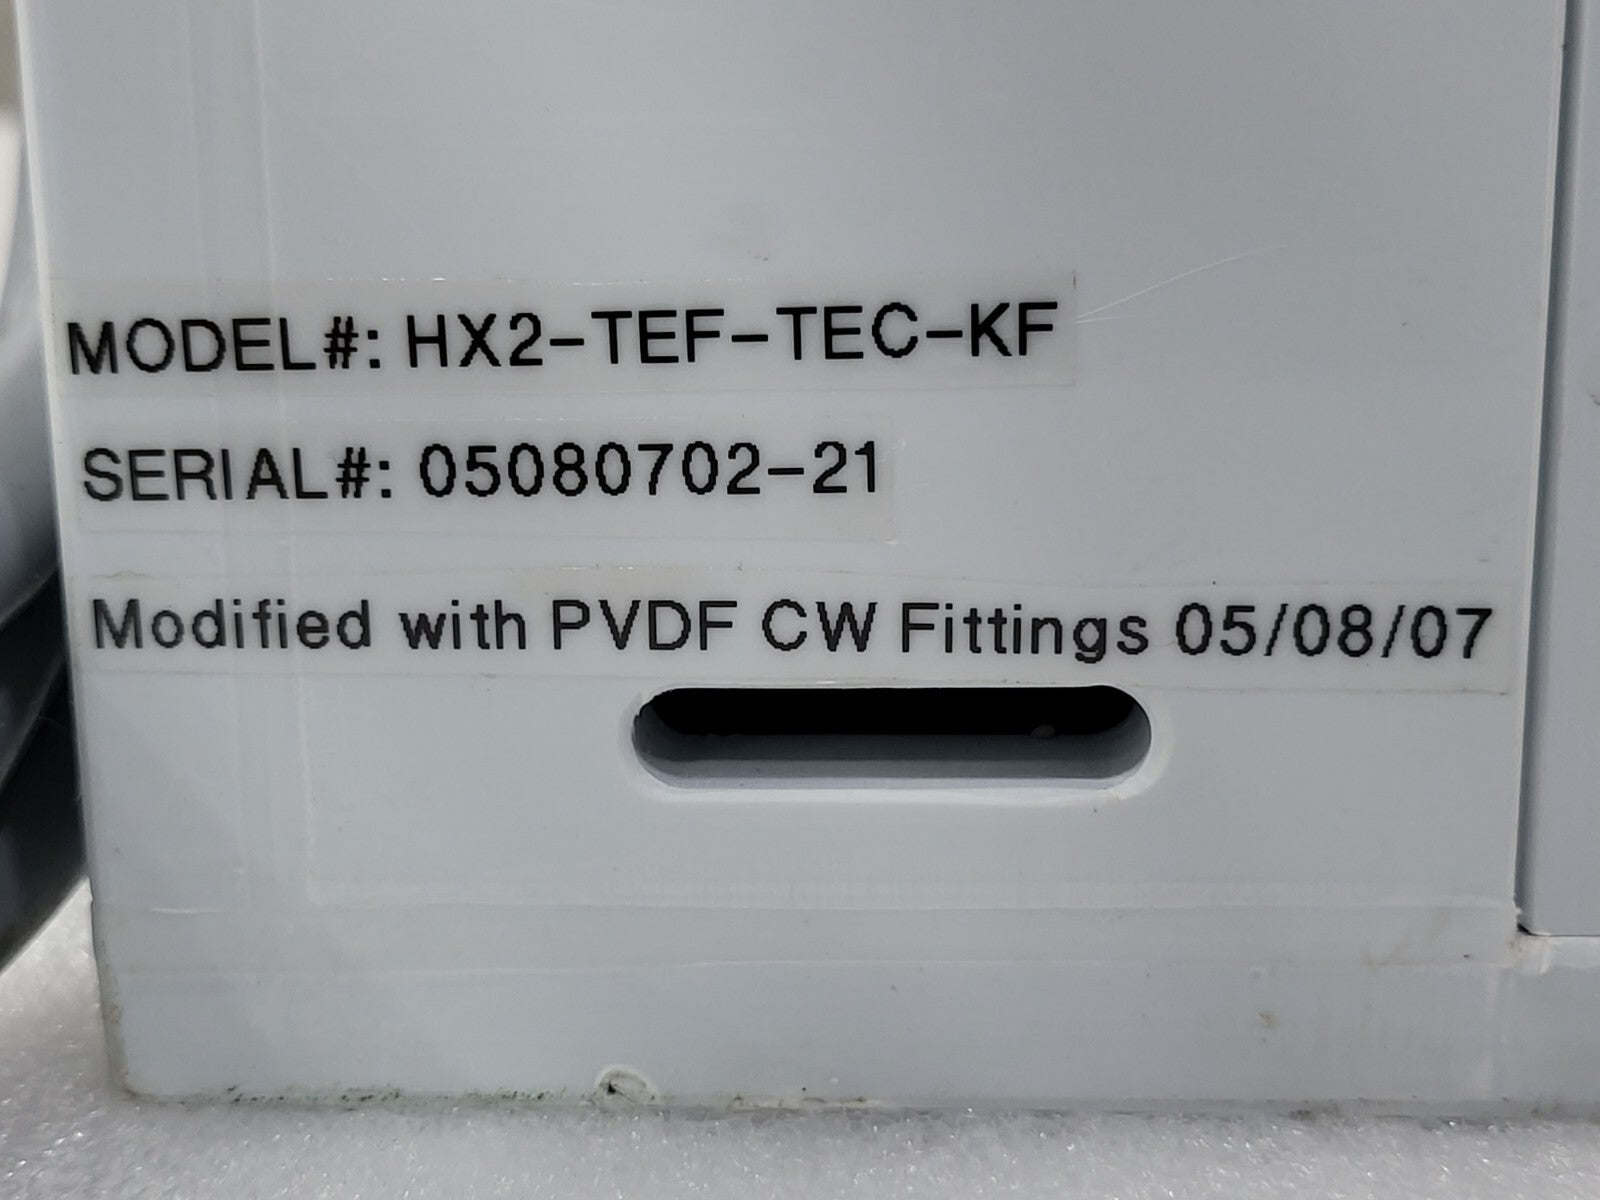 MODEL#: HX2-TEF-TEC-KF
SERIAL#: 05080702-21
Modified with PVDF CW Fittings 05/08/07